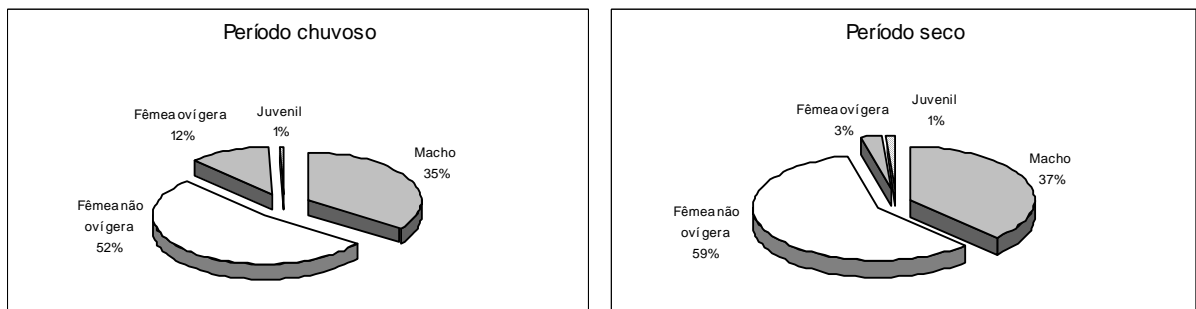 Período chuvoso
Fêmea ovígera
12%
Juvenil
1%
Macho
35%
Fêmea não
ovígera
52%
Período seco
Fêmea ovígera
3%
Juvenil
1%
Macho
37%
Fêmea não
ovígera
59%